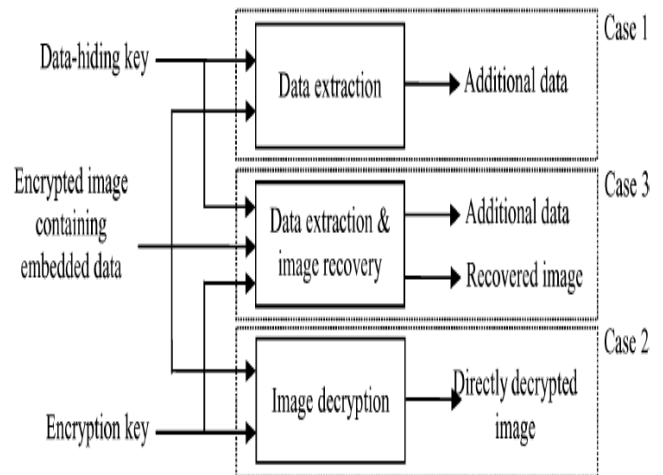 Case 1
Data-hiding key
Data extraction
Additional data
Case 3
Encrypted image
containing
embedded data
Data extraction &
image recovery
Additional data
Recovered image
Case 2
Encryption key
Image decryption
Directly decrypted
image